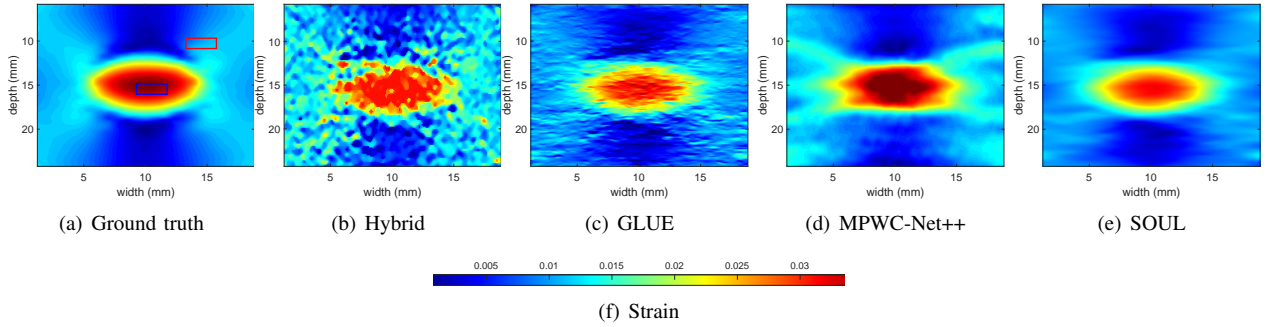 10
15
20
depth (mm)
5 10 15
width (mm)
(a) Ground truth
10
15
20
depth (mm)
5 10 15
width (mm)
(b) Hybrid
10
15
20
depth (mm)
5 10 15
width (mm)
(c) GLUE
10
15
20
depth (mm)
5 10 15
width (mm)
(d) MPWC-Net++
10
15
20
depth (mm)
5 10 15
width (mm)
(e) SOUL
0.005 0.01 0.015 0.02 0.025 0.03
(f) Strain